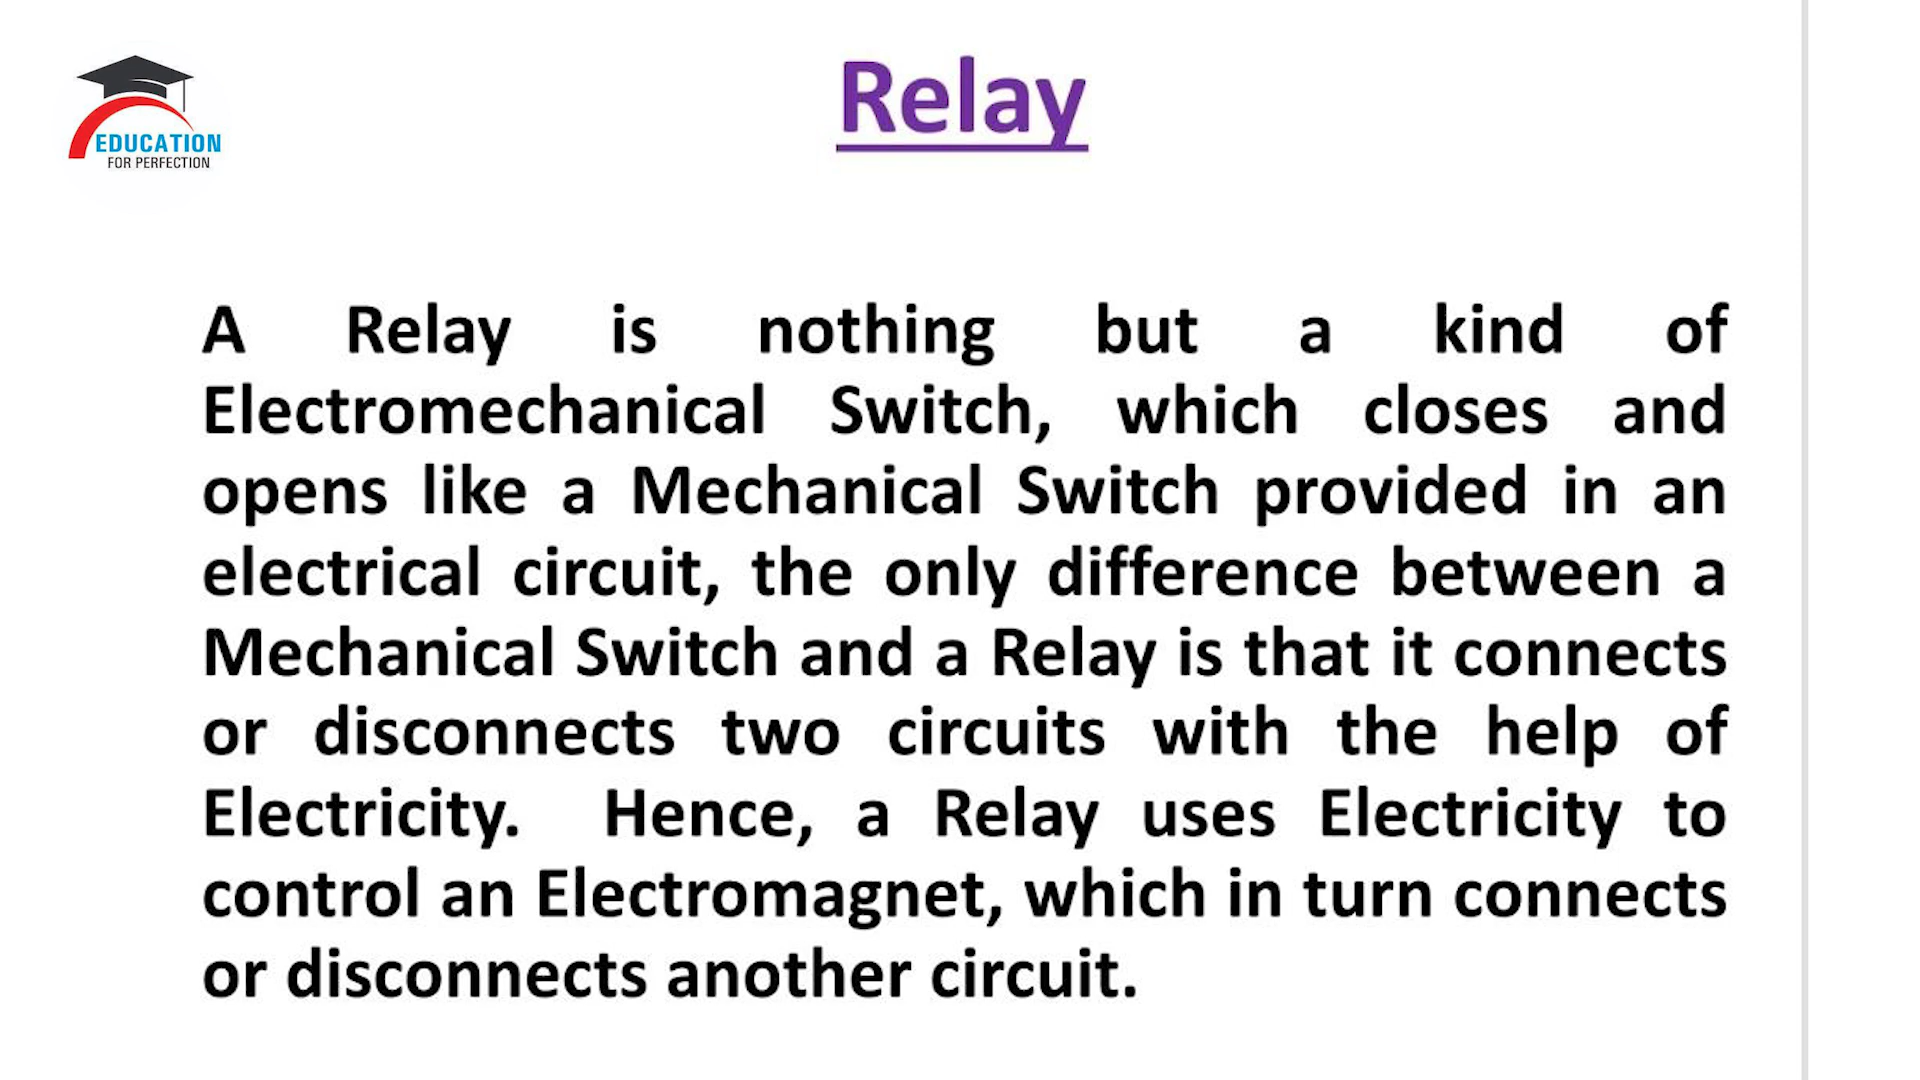 EDUCATION
FOR PERFECTION
Relay
A Relay is nothing but a kind of
Electromechanical Switch, which closes and
opens like a Mechanical Switch provided in an
electrical circuit, the only difference between a
Mechanical Switch and a Relay is that it connects
or disconnects two circuits with the help of
Electricity. Hence, a Relay uses Electricity to
control an Electromagnet, which in turn connects
or disconnects another circuit.